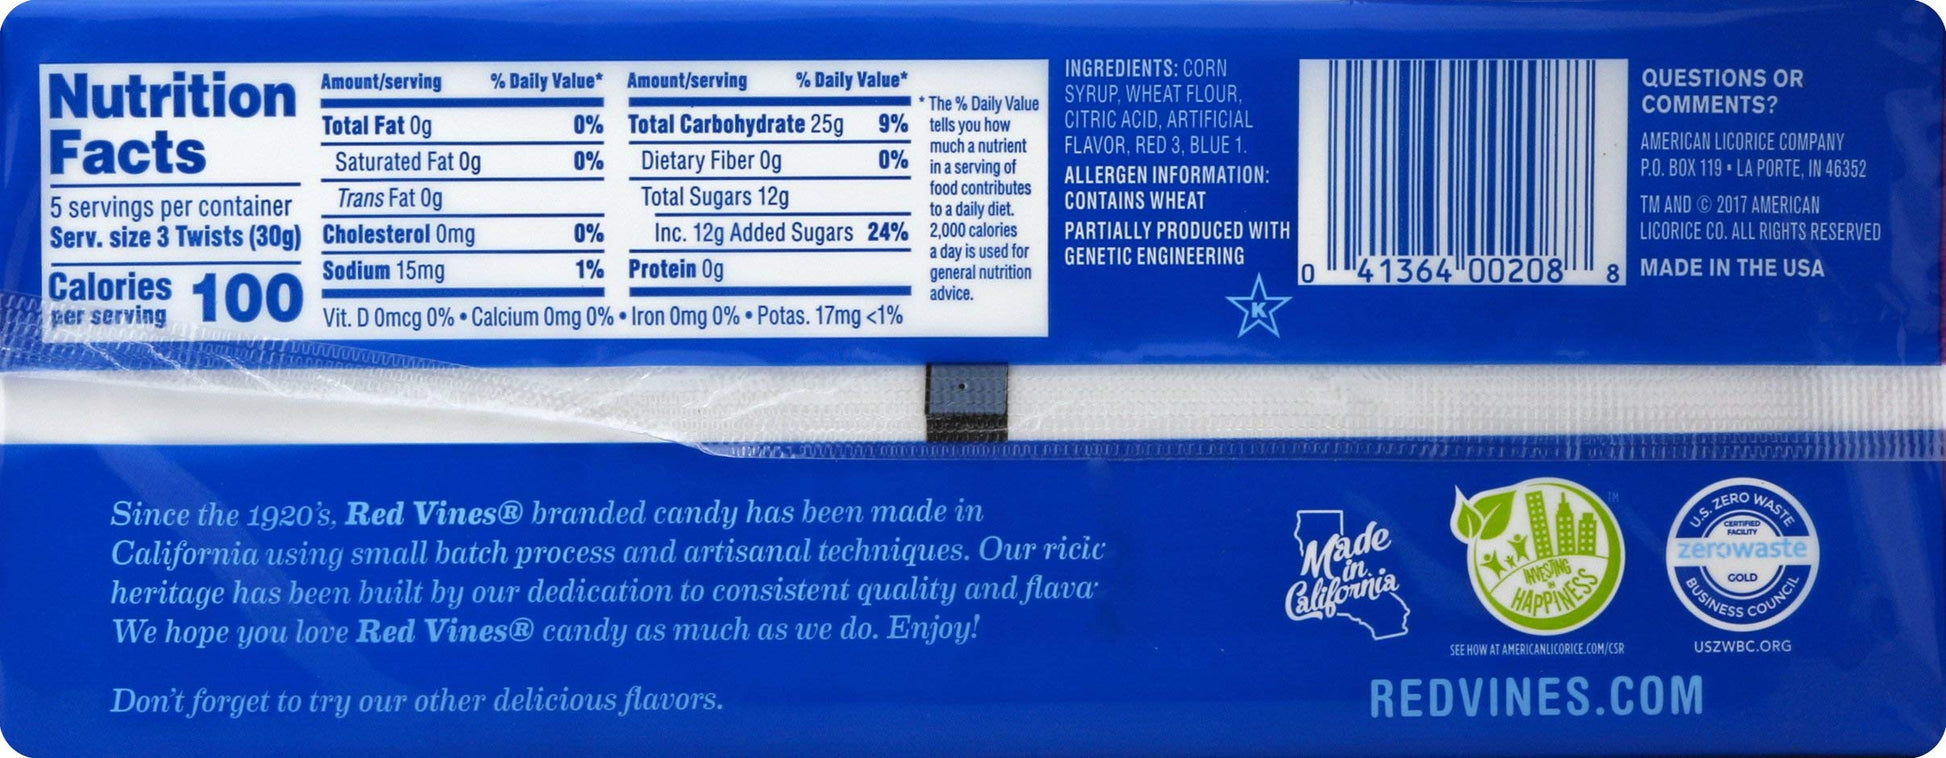 Nutrition
Facts
5 servings per container
Serv. size 3 Twists (30g)
Calories
per serving 100
Amount/serving % Daily Value*
Total Fat 0g 0%
Saturated Fat 0g 0%
Trans Fat 0g
Cholesterol 0mg 0%
Sodium 15mg 1%
Amount/serving % Daily Value*
Total Carbohydrate 25g 9%
Dietary Fiber 0g 0%
Total Sugars 12g
Inc. 12g Added Sugars 24%
Protein 0g
Vit. D 0mcg 0% • Calcium 0mg 0% • Iron 0mg 0% • Potas. 17mg <1%
* The % Daily Value
tells you how
much a nutrient
in a serving of
food contributes
to a daily diet.
2,000 calories
a day is used for
general nutrition
advice.
INGREDIENTS: CORN
SYRUP, WHEAT FLOUR,
CITRIC ACID, ARTIFICIAL
FLAVOR, RED 3, BLUE 1.
ALLERGEN INFORMATION:
CONTAINS WHEAT
PARTIALLY PRODUCED WITH
GENETIC ENGINEERING
K
0 41364 00208 8
QUESTIONS OR
COMMENTS?
AMERICAN LICORICE COMPANY
P.O. BOX 119 • LA PORTE, IN 46352
TM AND © 2017 AMERICAN
LICORICE CO. ALL RIGHTS RESERVED
MADE IN THE USA
Since the 1920's, Red Vines® branded candy has been made in
California using small batch process and artisanal techniques. Our
heritage has been built by our dedication to consistent quality and
We hope you love Red Vines® candy as much as we do. Enjoy!
Don't forget to try our other delicious flavors.
Made
in
California
TM
INVESTING
IN
HAPPINESS
SEE HOW AT AMERICANLICORICE.COM/CSR
U.S. ZERO WASTE
CERTIFIED
FACILITY
zerowaste
GOLD
BUSINESS COUNCIL
USZWBC.ORG
REDVINES.COM